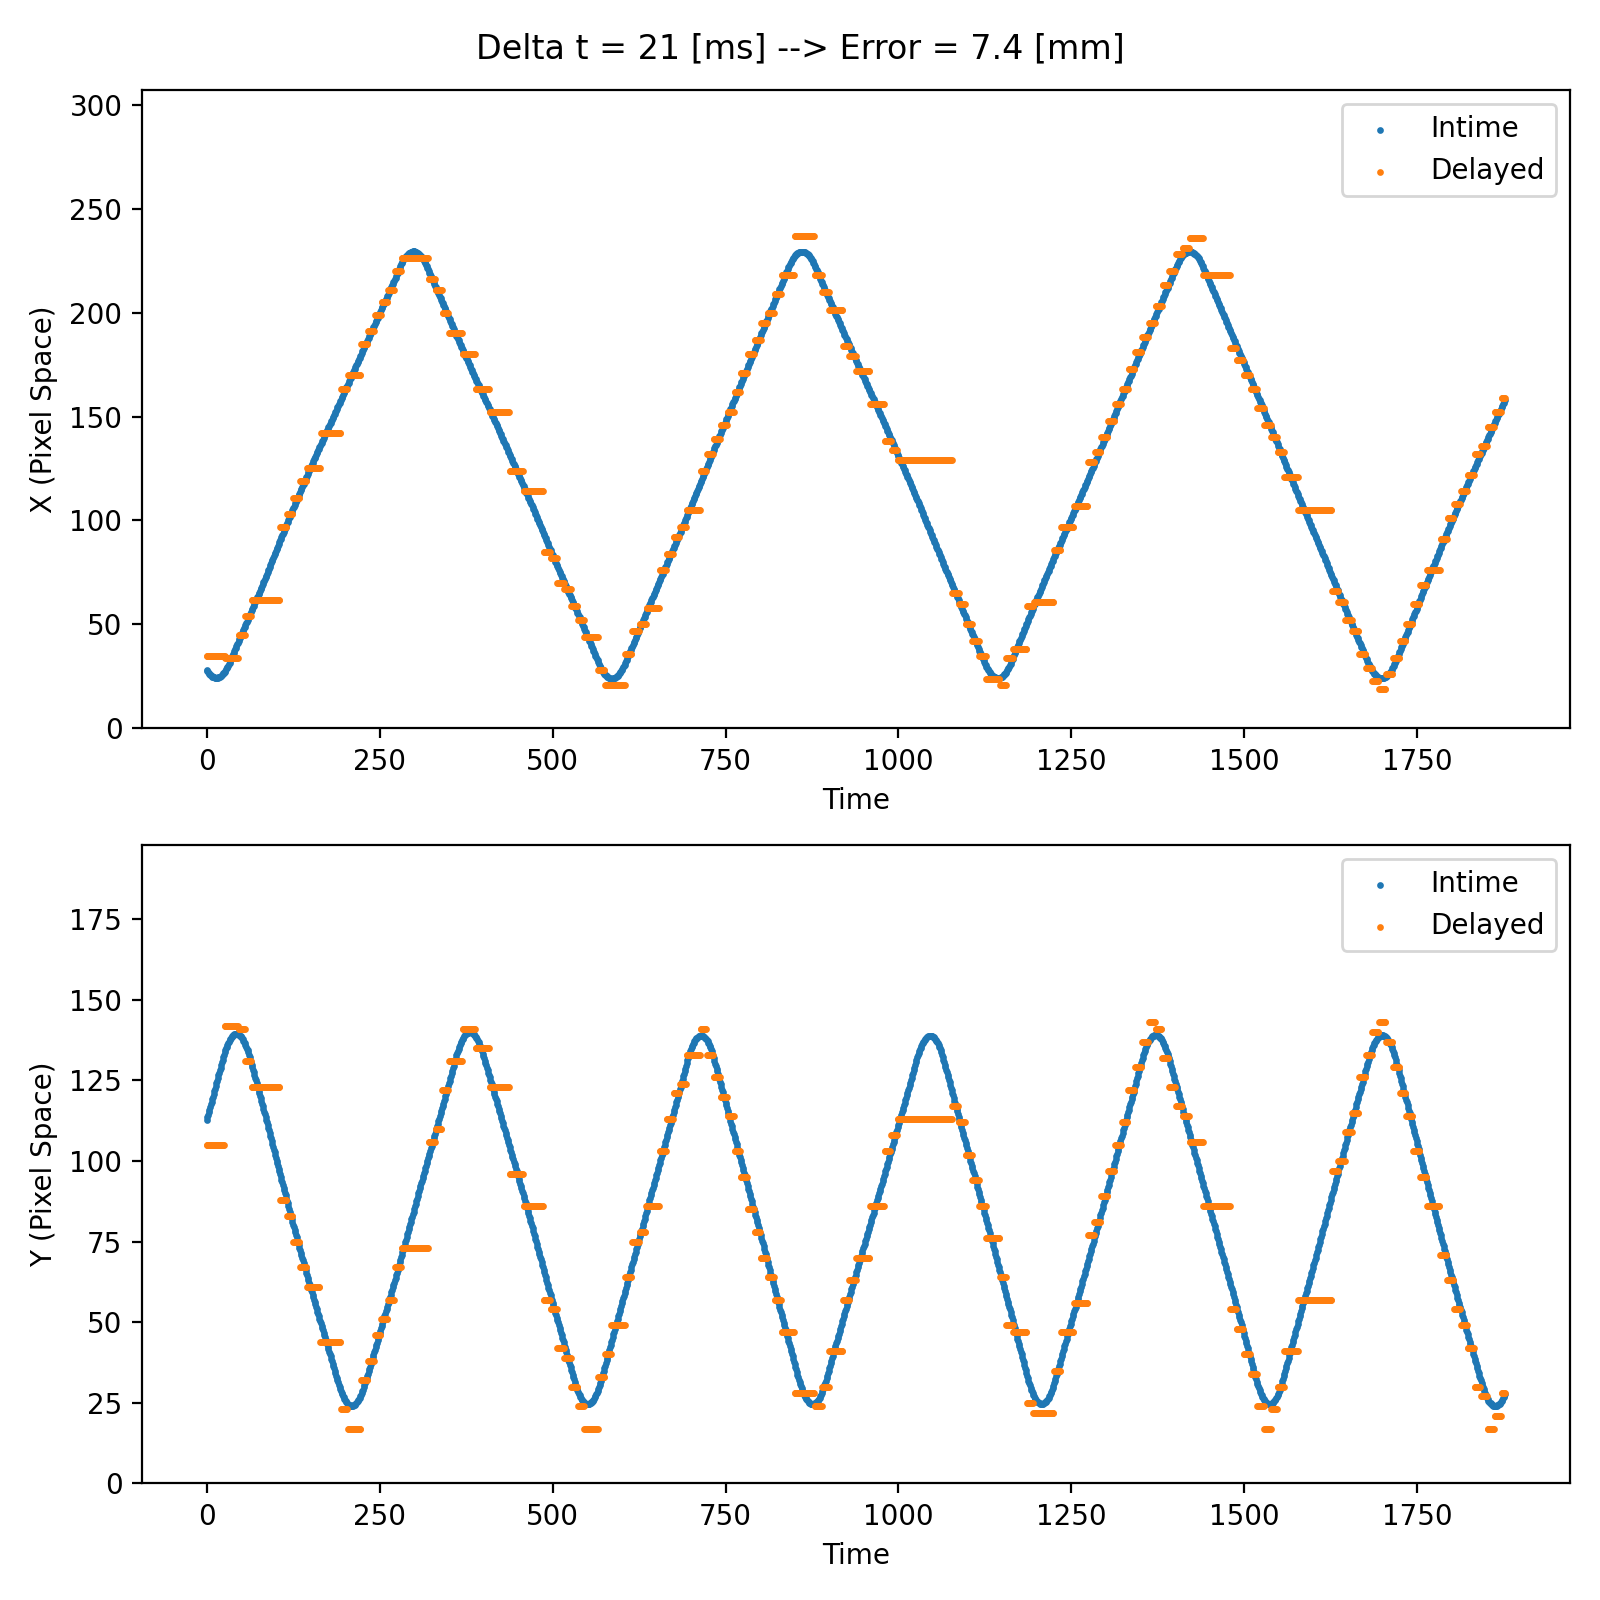 Delta t = 21 [ms] --> Error = 7.4 [mm]
300
250
200
150
100
50
0
X (Pixel Space)
Intime
Delayed
0 250 500 750 1000 1250 1500 1750
Time
175
150
125
100
75
50
25
0
Y (Pixel Space)
Intime
Delayed
0 250 500 750 1000 1250 1500 1750
Time